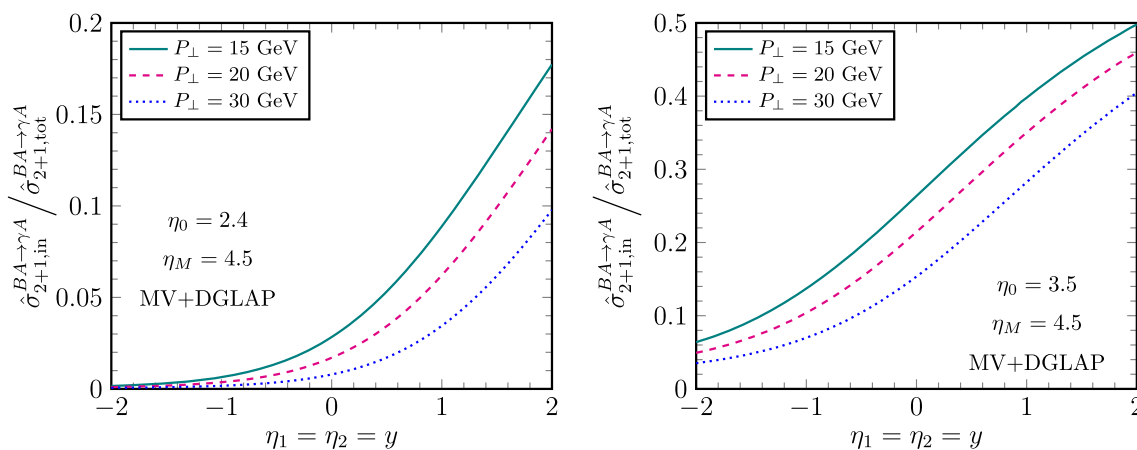 0.2
0.15
0.1
0.05
0
−2
−1
0
1
2
P⊥ = 15 GeV
P⊥ = 20 GeV
P⊥ = 30 GeV
η₀ = 2.4
η_M = 4.5
MV+DGLAP
σ̂^{BA→γA}_{2+1,in} / σ̂^{BA→γA}_{2+1,tot}
η₁ = η₂ = y
0.5
0.4
0.3
0.2
0.1
0
−2
−1
0
1
2
P⊥ = 15 GeV
P⊥ = 20 GeV
P⊥ = 30 GeV
η₀ = 3.5
η_M = 4.5
MV+DGLAP
σ̂^{BA→γA}_{2+1,in} / σ̂^{BA→γA}_{2+1,tot}
η₁ = η₂ = y